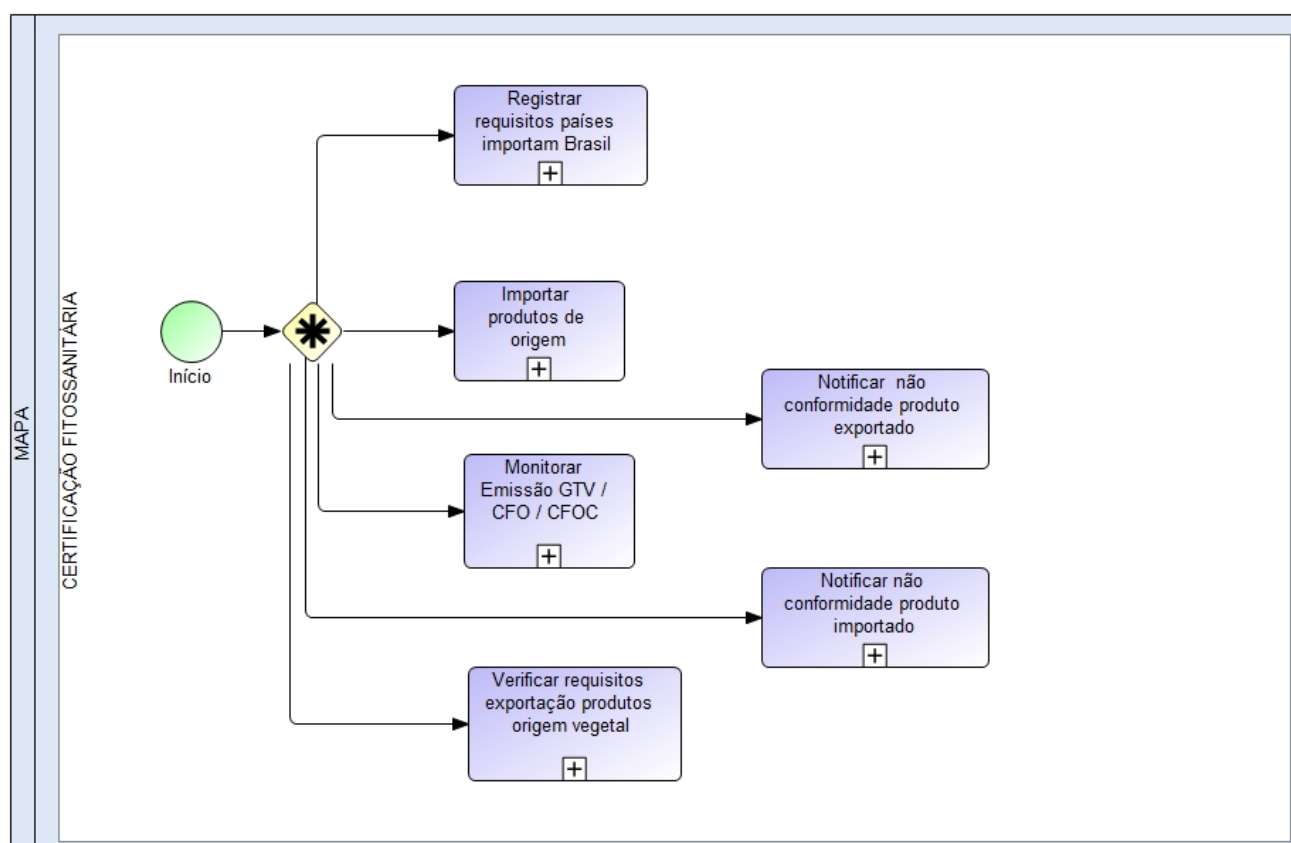 MAPA
CERTIFICAÇÃO FITOSSANITÁRIA
Início
Registrar
requisitos países
importam Brasil
Importar
produtos de
origem
Notificar não
conformidade produto
exportado
Monitorar
Emissão GTV /
CFO / CFOC
Notificar não
conformidade produto
importado
Verificar requisitos
exportação produtos
origem vegetal